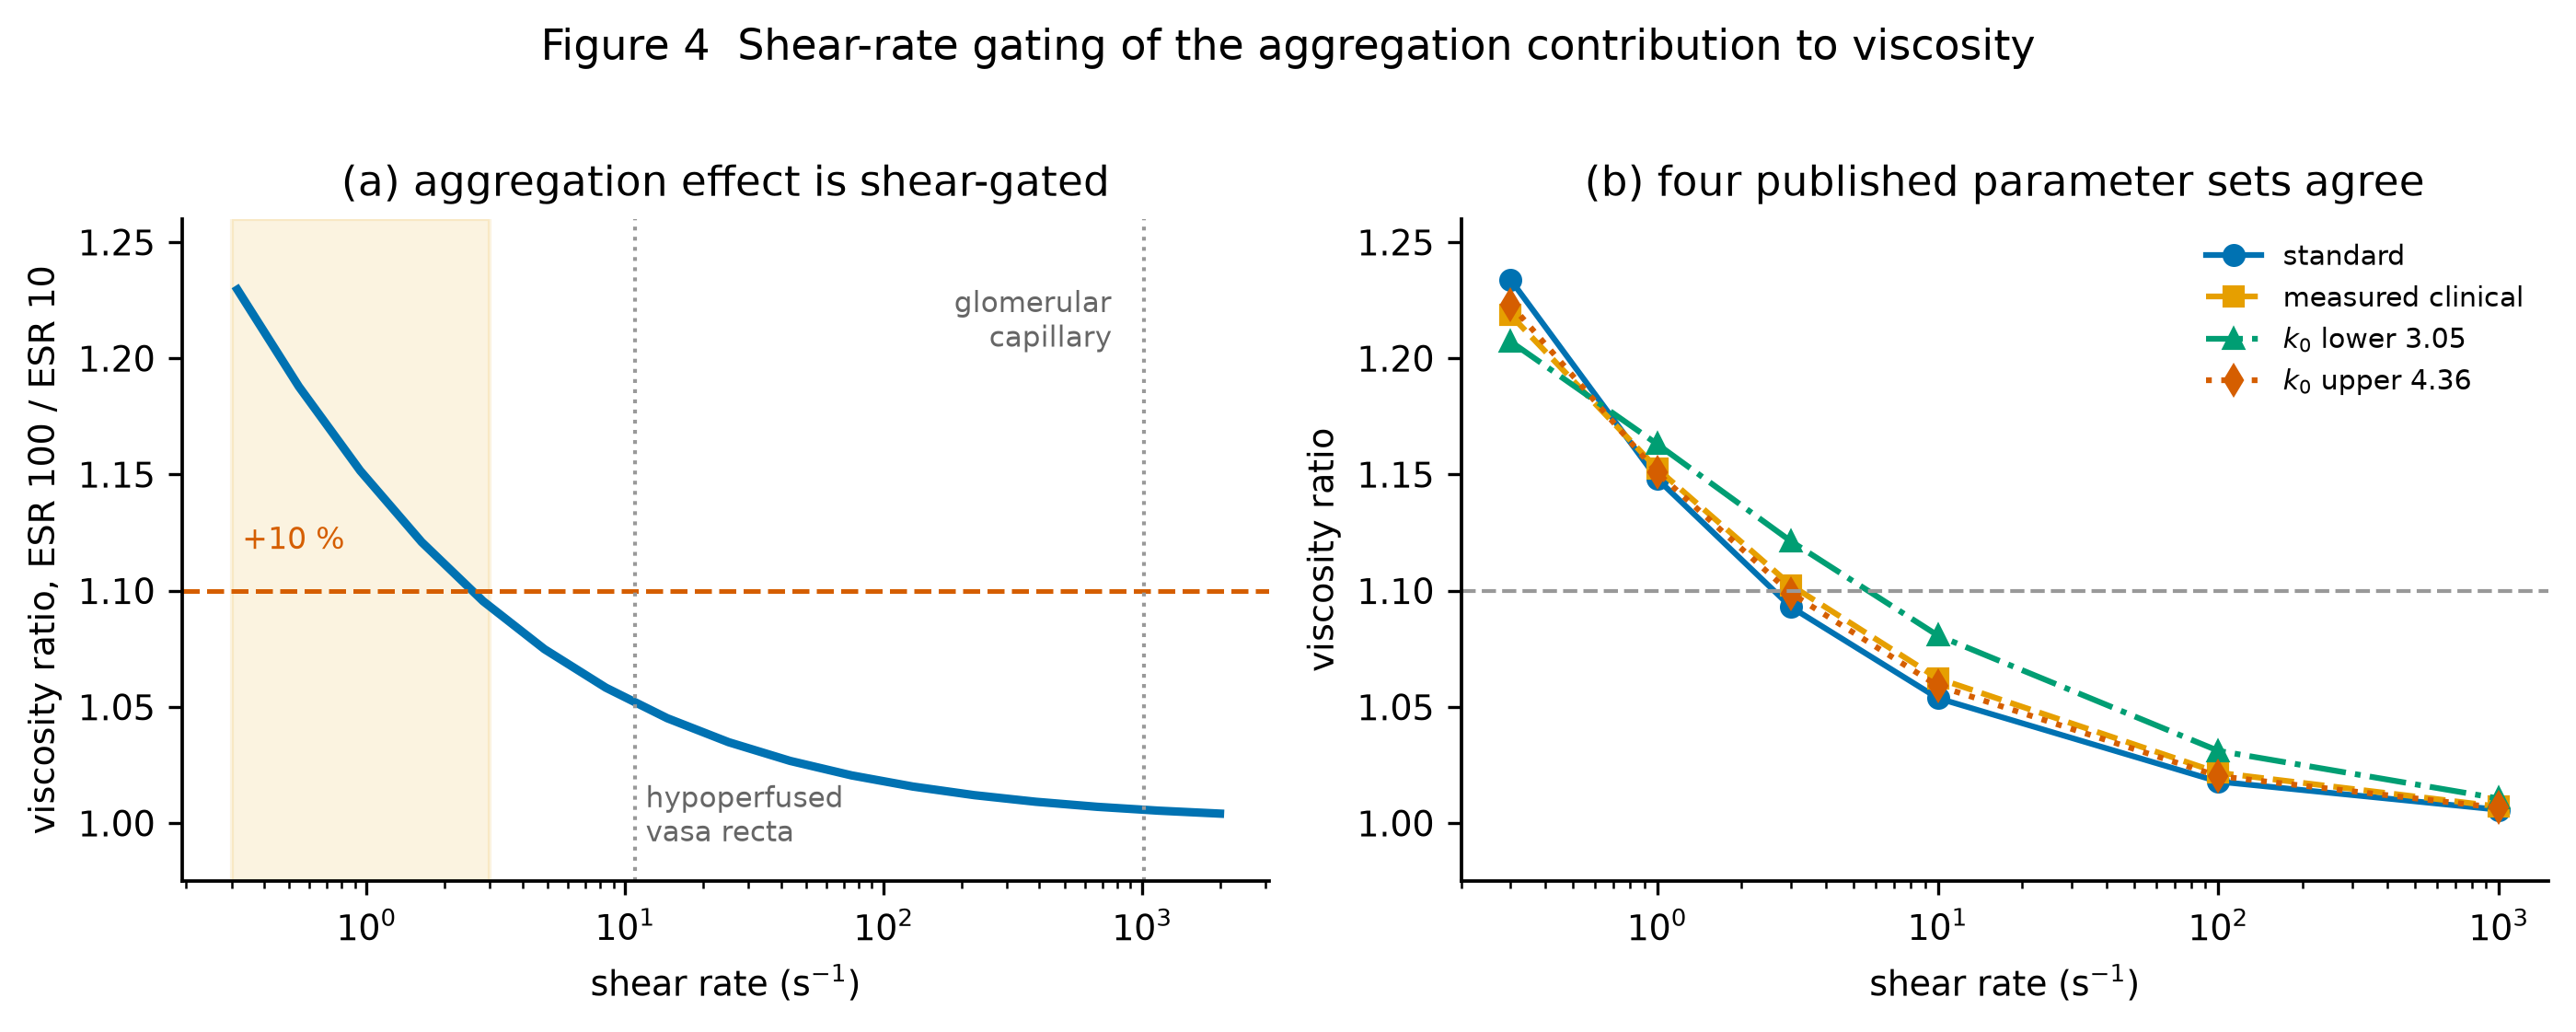 Figure 4  Shear-rate gating of the aggregation contribution to viscosity
(a) aggregation effect is shear-gated
viscosity ratio, ESR 100 / ESR 10
1.25
1.20
1.15
1.10
1.05
1.00
+10 %
glomerular
capillary
hypoperfused
vasa recta
10⁰
10¹
10²
10³
shear rate (s⁻¹)
(b) four published parameter sets agree
viscosity ratio
1.25
1.20
1.15
1.10
1.05
1.00
standard
measured clinical
k₀ lower 3.05
k₀ upper 4.36
10⁰
10¹
10²
10³
shear rate (s⁻¹)